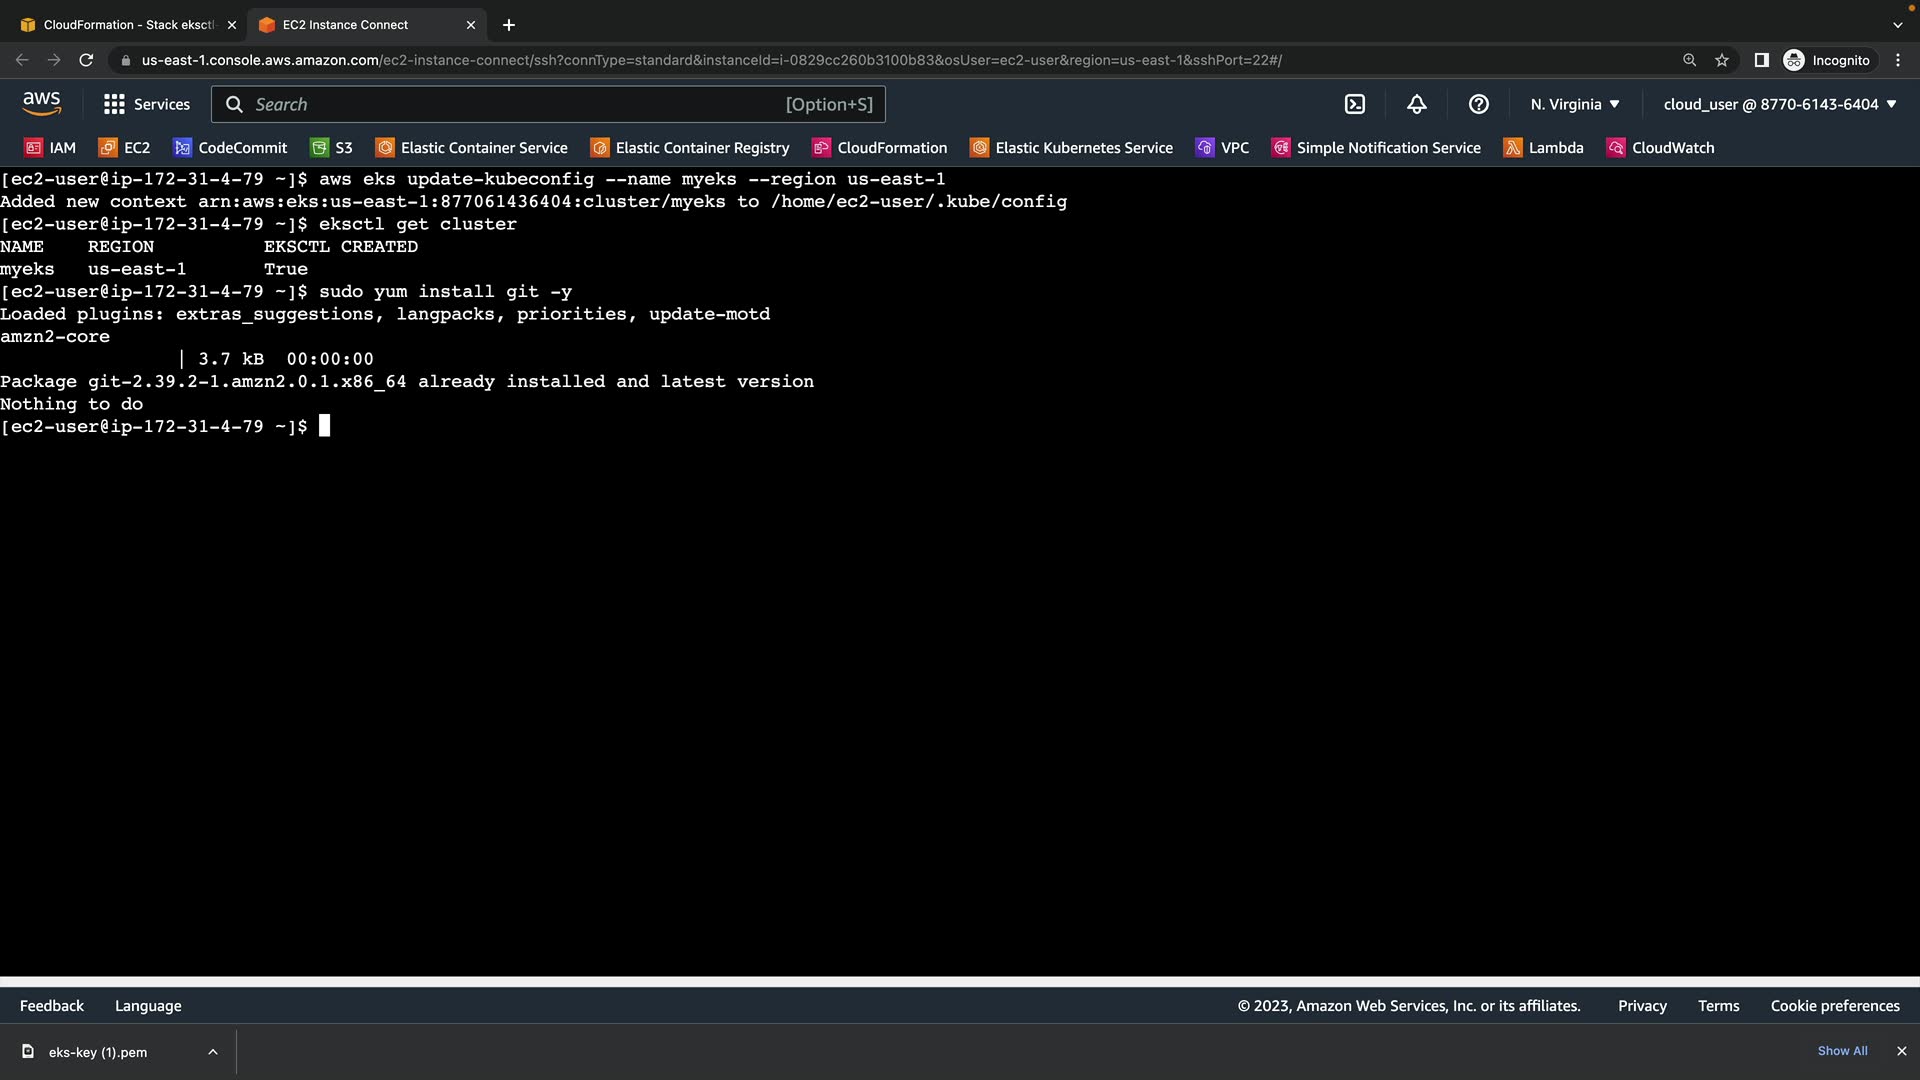 CloudFormation - Stack eksctl-
EC2 Instance Connect
us-east-1.console.aws.amazon.com/ec2-instance-connect/ssh?connType=standard&instanceId=i-0829cc260b3100b83&osUser=ec2-user&region=us-east-1&sshPort=22#/
Incognito
aws Services Search [Option+S] N. Virginia cloud_user @ 8770-6143-6404
IAM EC2 CodeCommit S3 Elastic Container Service Elastic Container Registry CloudFormation Elastic Kubernetes Service VPC Simple Notification Service Lambda CloudWatch
[ec2-user@ip-172-31-4-79 ~]$ aws eks update-kubeconfig --name myeks --region us-east-1
Added new context arn:aws:eks:us-east-1:877061436404:cluster/myeks to /home/ec2-user/.kube/config
[ec2-user@ip-172-31-4-79 ~]$ eksctl get cluster
NAME REGION EKSCTL CREATED
myeks us-east-1 True
[ec2-user@ip-172-31-4-79 ~]$ sudo yum install git -y
Loaded plugins: extras_suggestions, langpacks, priorities, update-motd
amzn2-core
| 3.7 kB 00:00:00
Package git-2.39.2-1.amzn2.0.1.x86_64 already installed and latest version
Nothing to do
[ec2-user@ip-172-31-4-79 ~]$
Feedback Language © 2023, Amazon Web Services, Inc. or its affiliates. Privacy Terms Cookie preferences
eks-key (1).pem Show All